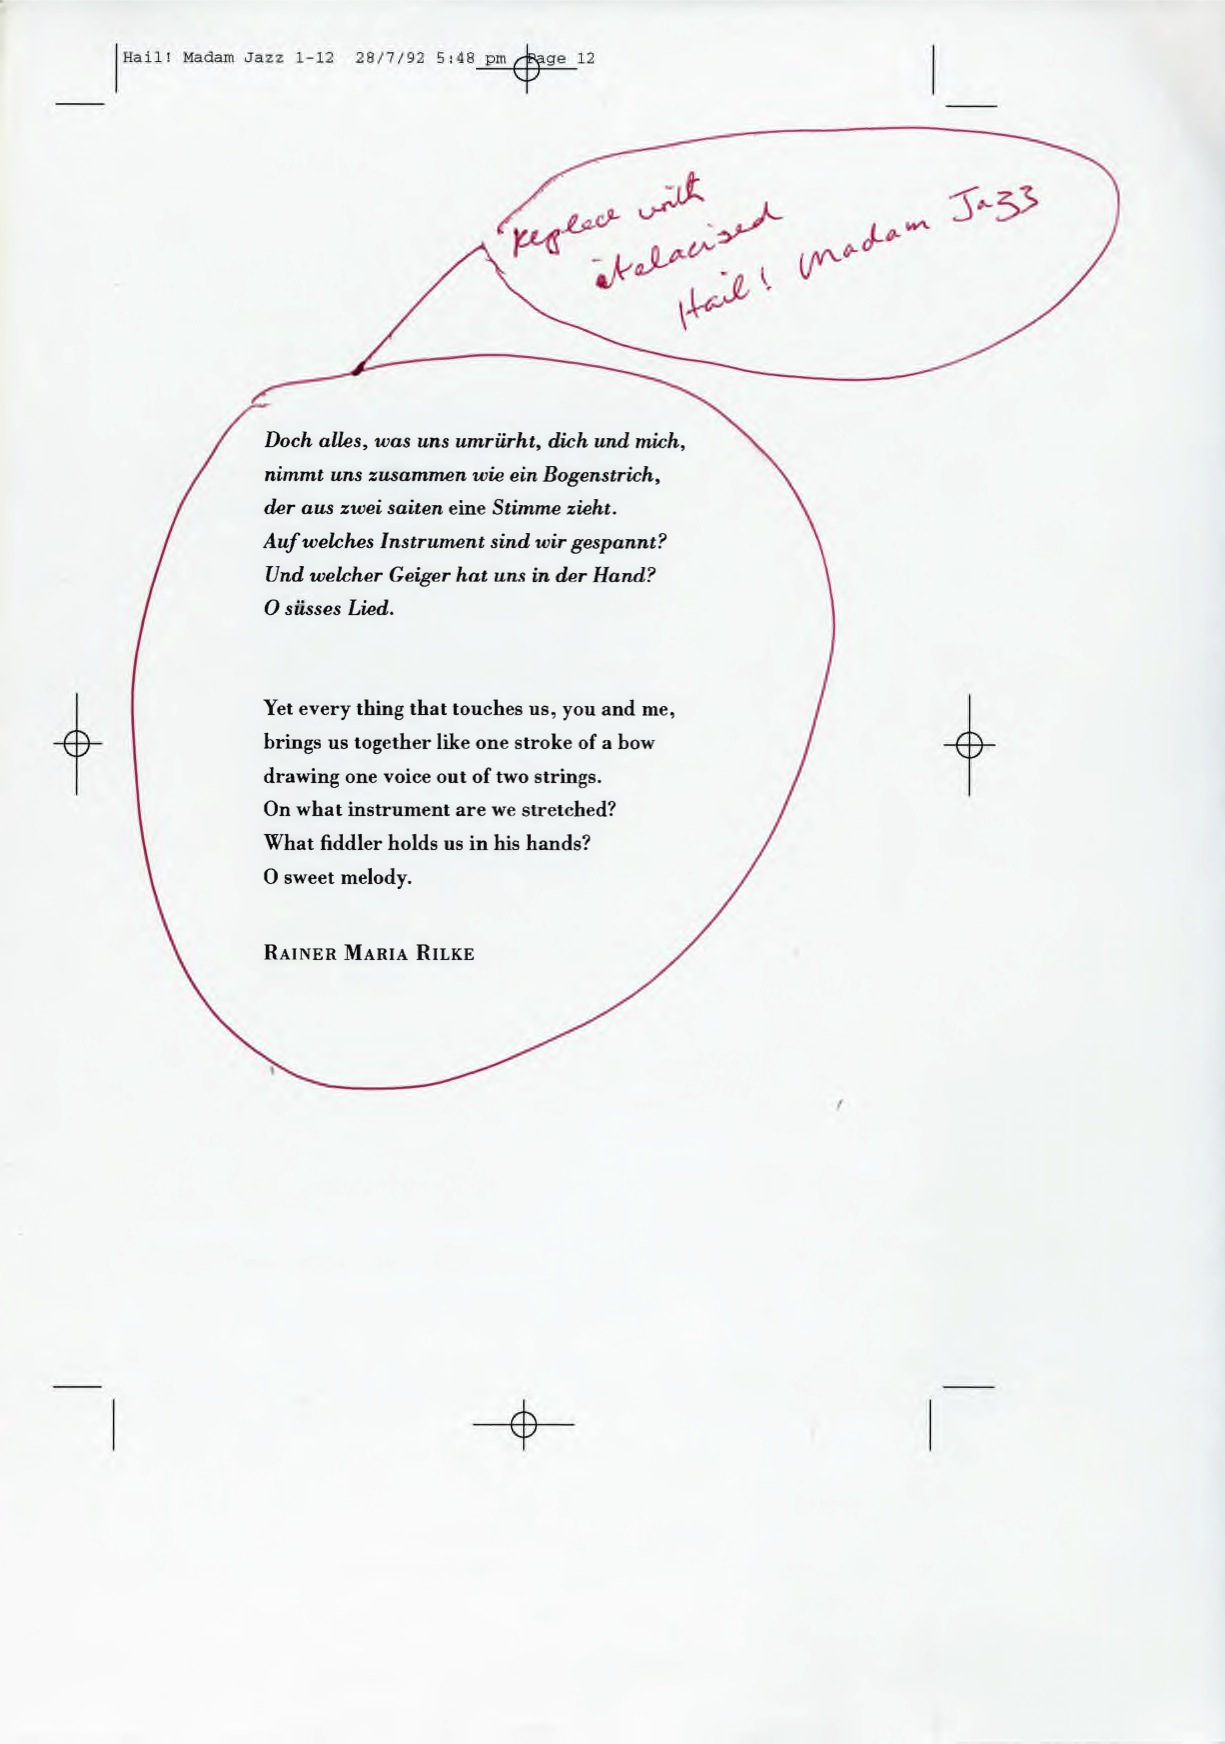 Hail! Madam Jazz 1-12 28/7/92 5:48 pm Page 12
Replace with
itelacised
Hail! Madam Jazz
Doch alles, was uns umrürht, dich und mich,
nimmt uns zusammen wie ein Bogenstrich,
der aus zwei saiten eine Stimme zieht.
Auf welches Instrument sind wir gespannt?
Und welcher Geiger hat uns in der Hand?
O süsses Lied.
Yet every thing that touches us, you and me,
brings us together like one stroke of a bow
drawing one voice out of two strings.
On what instrument are we stretched?
What fiddler holds us in his hands?
O sweet melody.
RAINER MARIA RILKE